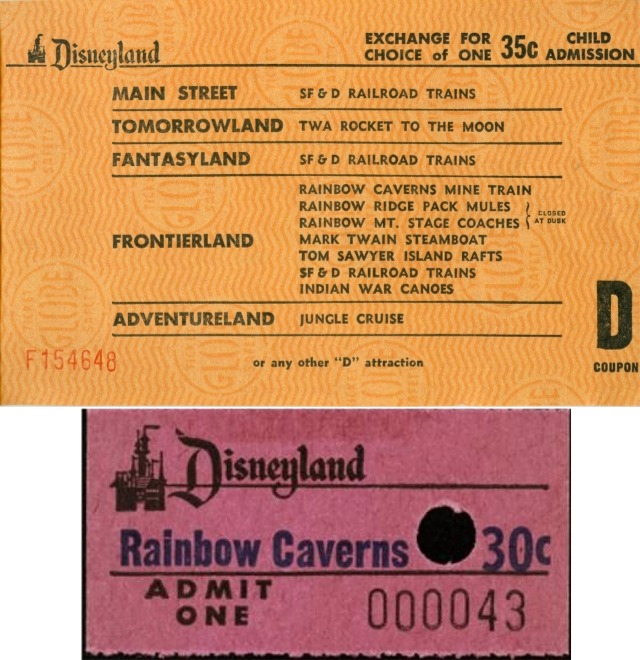 Disneyland
EXCHANGE FOR CHOICE of ONE 35c CHILD ADMISSION
MAIN STREET SF & D RAILROAD TRAINS
TOMORROWLAND TWA ROCKET TO THE MOON
FANTASYLAND SF & D RAILROAD TRAINS
FRONTIERLAND
RAINBOW CAVERNS MINE TRAIN
RAINBOW RIDGE PACK MULES
RAINBOW MT. STAGE COACHES
CLOSED AT DUSK
MARK TWAIN STEAMBOAT
TOM SAWYER ISLAND RAFTS
SF & D RAILROAD TRAINS
INDIAN WAR CANOES
ADVENTURELAND JUNGLE CRUISE
F154648
or any other "D" attraction
D
COUPON
Disneyland
Rainbow Caverns 30c
ADMIT
ONE
000043